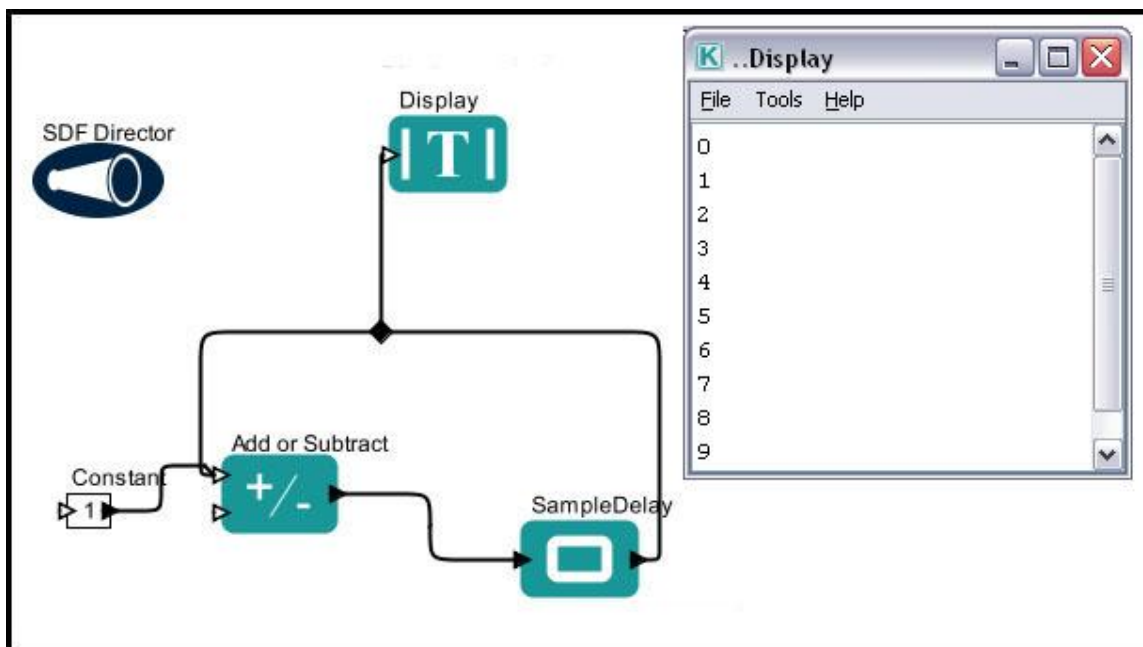 SDF Director
Display
T
Add or Subtract
+/-
Constant
1
SampleDelay
K ..Display
File Tools Help
0
1
2
3
4
5
6
7
8
9